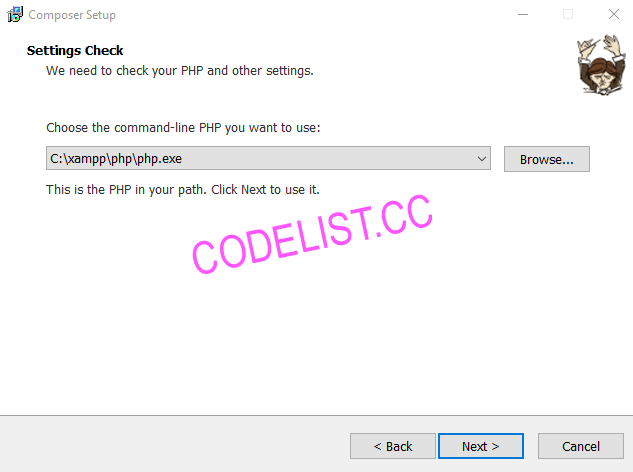 Composer Setup
Settings Check
We need to check your PHP and other settings.
Choose the command-line PHP you want to use:
C:\xampp\php\php.exe
Browse...
This is the PHP in your path. Click Next to use it.
CODELIST.CC
< Back
Next >
Cancel